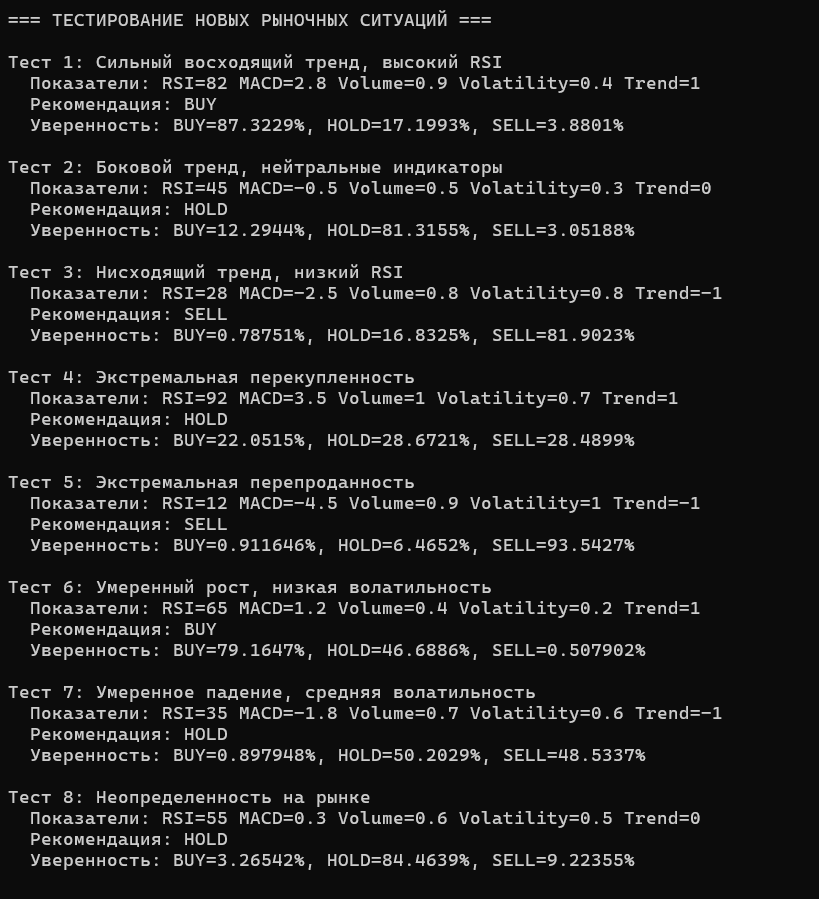 === ТЕСТИРОВАНИЕ НОВЫХ РЫНОЧНЫХ СИТУАЦИЙ ===
Тест 1: Сильный восходящий тренд, высокий RSI
Показатели: RSI=82 MACD=2.8 Volume=0.9 Volatility=0.4 Trend=1
Рекомендация: BUY
Уверенность: BUY=87.3229%, HOLD=17.1993%, SELL=3.8801%
Тест 2: Боковой тренд, нейтральные индикаторы
Показатели: RSI=45 MACD=-0.5 Volume=0.5 Volatility=0.3 Trend=0
Рекомендация: HOLD
Уверенность: BUY=12.2944%, HOLD=81.3155%, SELL=3.05188%
Тест 3: Нисходящий тренд, низкий RSI
Показатели: RSI=28 MACD=-2.5 Volume=0.8 Volatility=0.8 Trend=-1
Рекомендация: SELL
Уверенность: BUY=0.78751%, HOLD=16.8325%, SELL=81.9023%
Тест 4: Экстремальная перекупленность
Показатели: RSI=92 MACD=3.5 Volume=1 Volatility=0.7 Trend=1
Рекомендация: HOLD
Уверенность: BUY=22.0515%, HOLD=28.6721%, SELL=28.4899%
Тест 5: Экстремальная перепроданность
Показатели: RSI=12 MACD=-4.5 Volume=0.9 Volatility=1 Trend=-1
Рекомендация: SELL
Уверенность: BUY=0.911646%, HOLD=6.4652%, SELL=93.5427%
Тест 6: Умеренный рост, низкая волатильность
Показатели: RSI=65 MACD=1.2 Volume=0.4 Volatility=0.2 Trend=1
Рекомендация: BUY
Уверенность: BUY=79.1647%, HOLD=46.6886%, SELL=0.507902%
Тест 7: Умеренное падение, средняя волатильность
Показатели: RSI=35 MACD=-1.8 Volume=0.7 Volatility=0.6 Trend=-1
Рекомендация: HOLD
Уверенность: BUY=0.897948%, HOLD=50.2029%, SELL=48.5337%
Тест 8: Неопределенность на рынке
Показатели: RSI=55 MACD=0.3 Volume=0.6 Volatility=0.5 Trend=0
Рекомендация: HOLD
Уверенность: BUY=3.26542%, HOLD=84.4639%, SELL=9.22355%